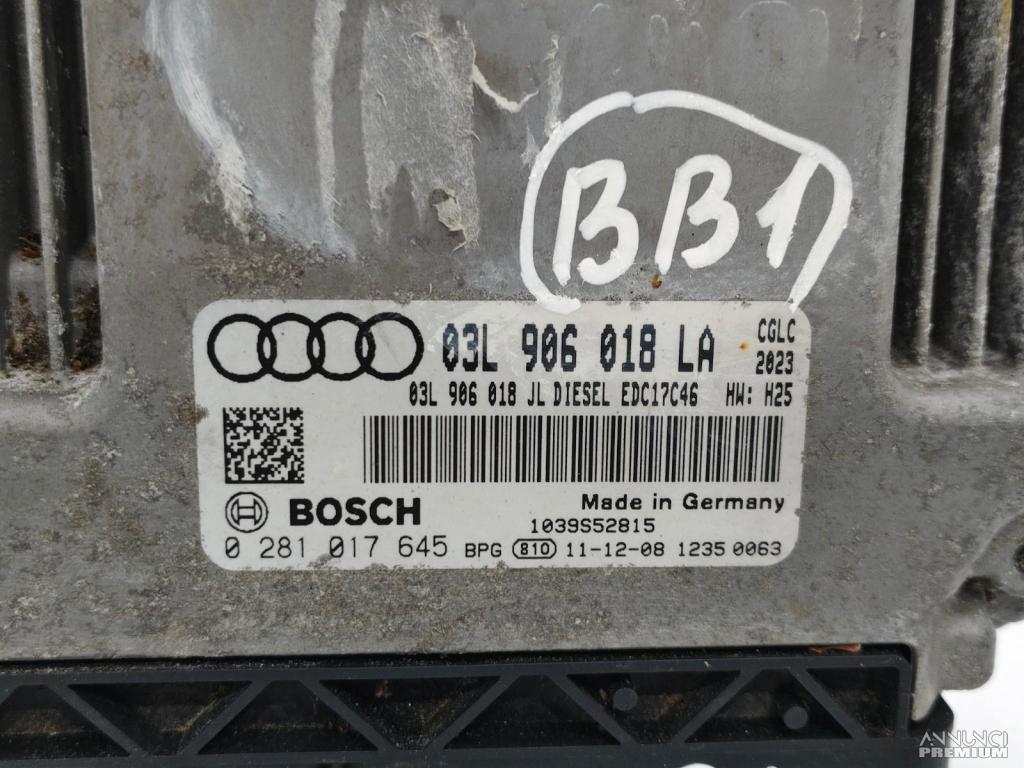 BB1
03L 906 018 LA CGLC
2023
03L 906 018 JL DIESEL EDC17C46 HW: H25
BOSCH Made in Germany
1039S52815
0 281 017 645 BPG 810 11-12-08 1235 0063
ANNUNCI
PREMIUM